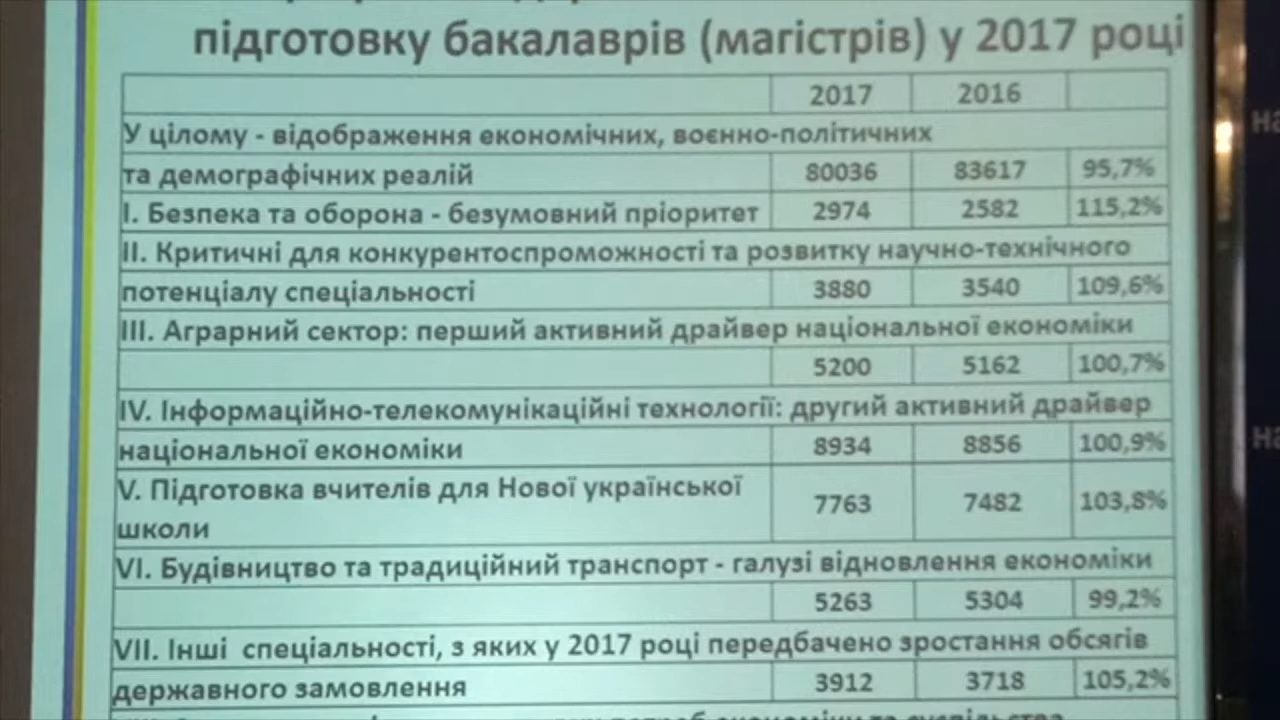 підготовку бакалаврів (магістрів) у 2017 році
2017 2016
У цілому - відображення економічних, воєнно-політичних
та демографічних реалій 80036 83617 95,7%
І. Безпека та оборона - безумовний пріоритет 2974 2582 115,2%
ІІ. Критичні для конкурентоспроможності та розвитку научно-технічного
потенціалу спеціальності 3880 3540 109,6%
ІІІ. Аграрний сектор: перший активний драйвер національної економіки
5200 5162 100,7%
IV. Інформаційно-телекомунікаційні технології: другий активний драйвер
національної економіки 8934 8856 100,9%
V. Підготовка вчителів для Нової української
школи 7763 7482 103,8%
VI. Будівництво та традиційний транспорт - галузі відновлення економіки
5263 5304 99,2%
VII. Інші спеціальності, з яких у 2017 році передбачено зростання обсягів
державного замовлення 3912 3718 105,2%
на
на